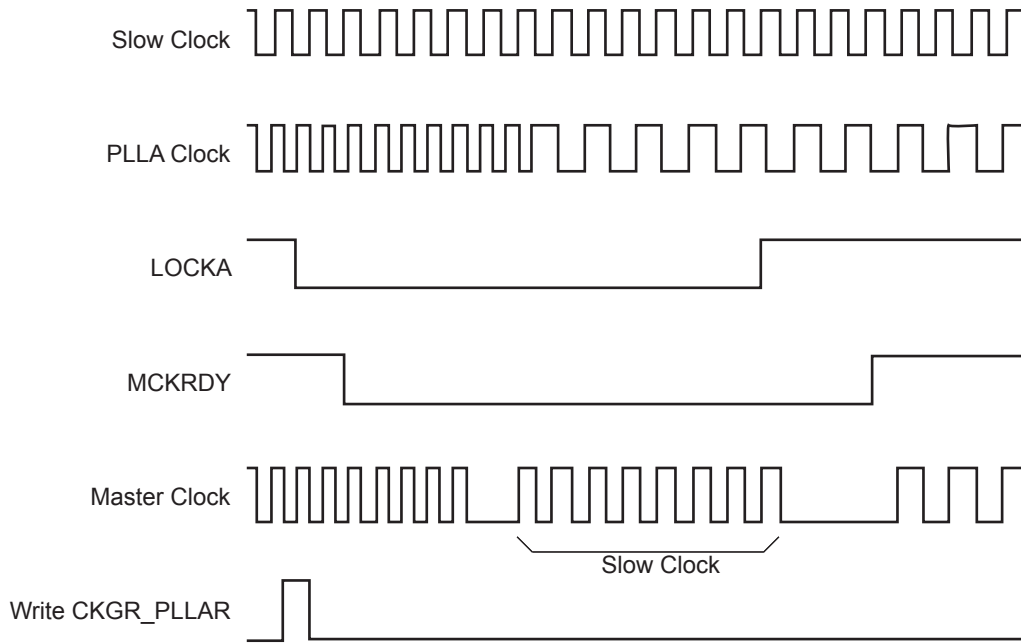 Slow Clock
PLLA Clock
LOCKA
MCKRDY
Master Clock
Slow Clock
Write CKGR_PLLAR